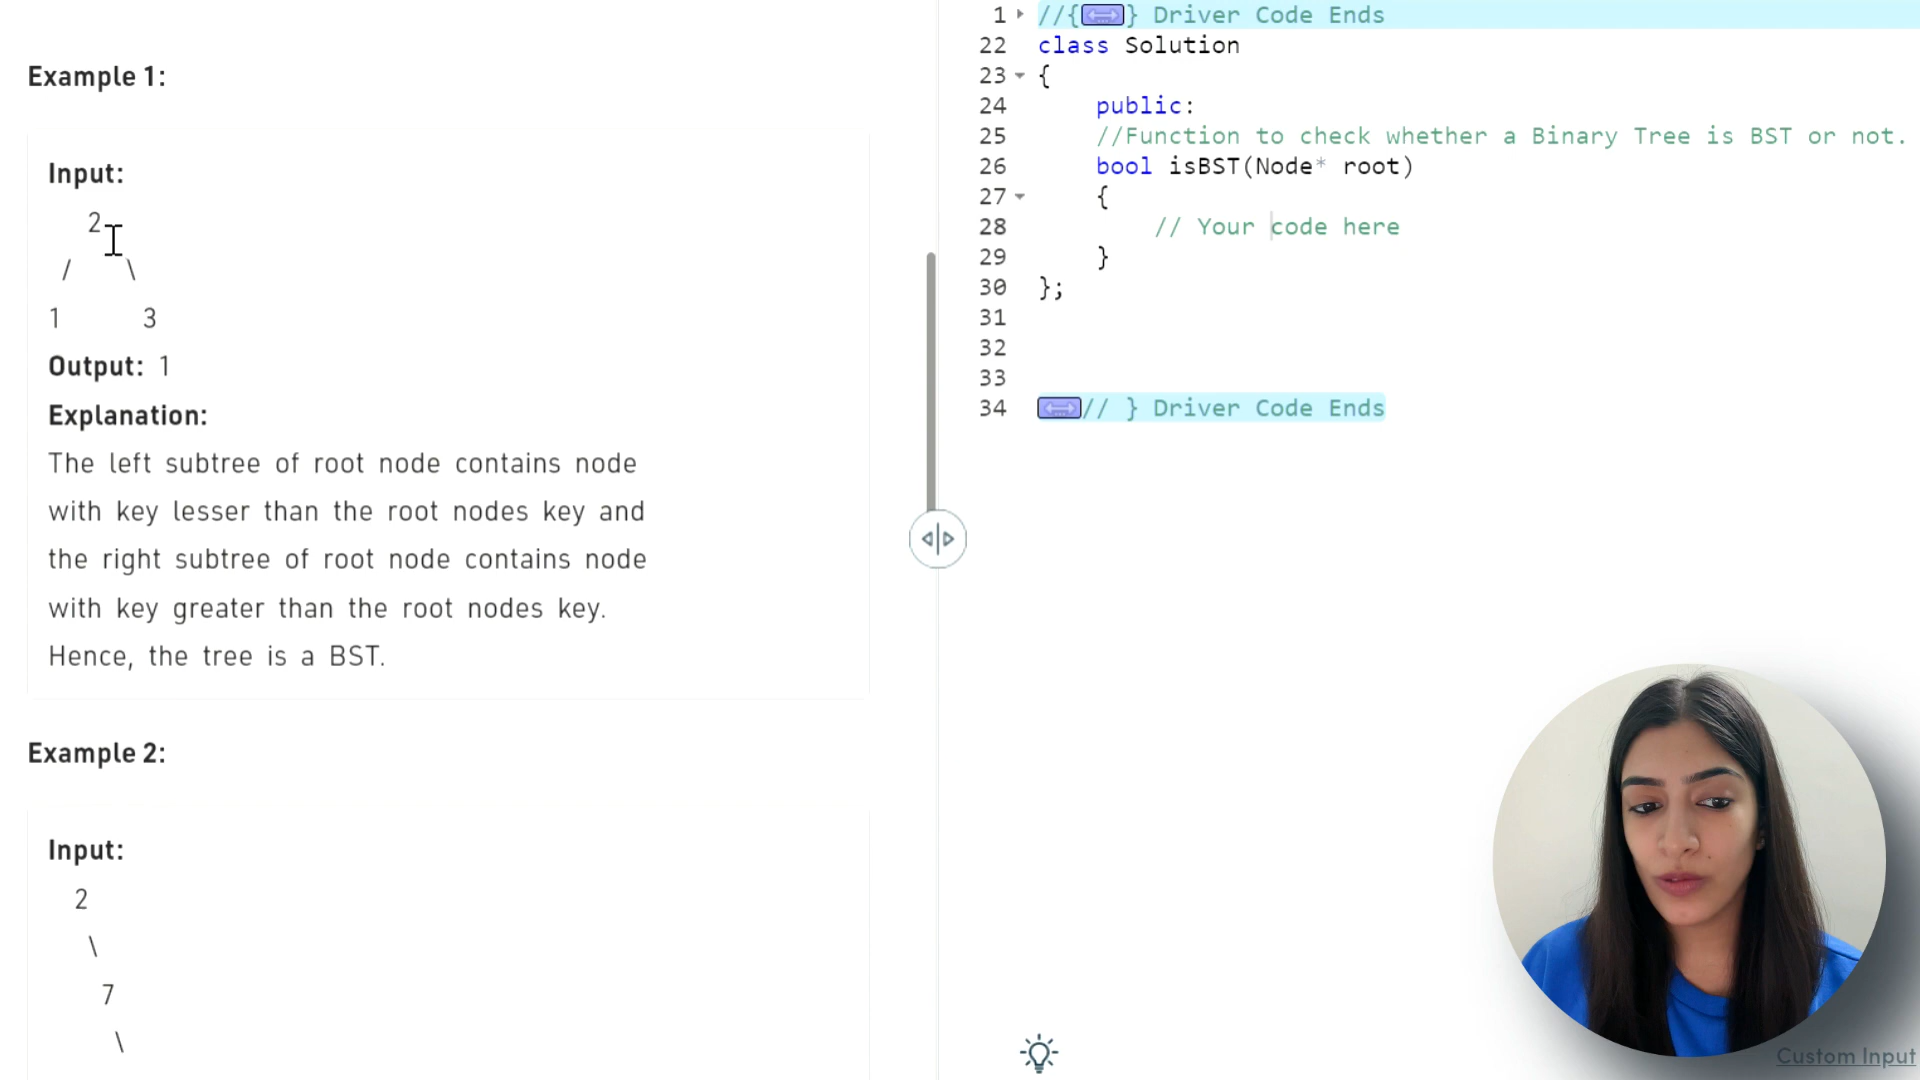 Example 1:
Input:
2
/ \
1 3
Output: 1
Explanation:
The left subtree of root node contains node
with key lesser than the root nodes key and
the right subtree of root node contains node
with key greater than the root nodes key.
Hence, the tree is a BST.
Example 2:
Input:
2
\
7
\
1 //{} Driver Code Ends
22 class Solution
23 {
24 public:
25 //Function to check whether a Binary Tree is BST or not.
26 bool isBST(Node* root)
27 {
28 // Your code here
29 }
30 };
31
32
33
34 // } Driver Code Ends
Custom Input